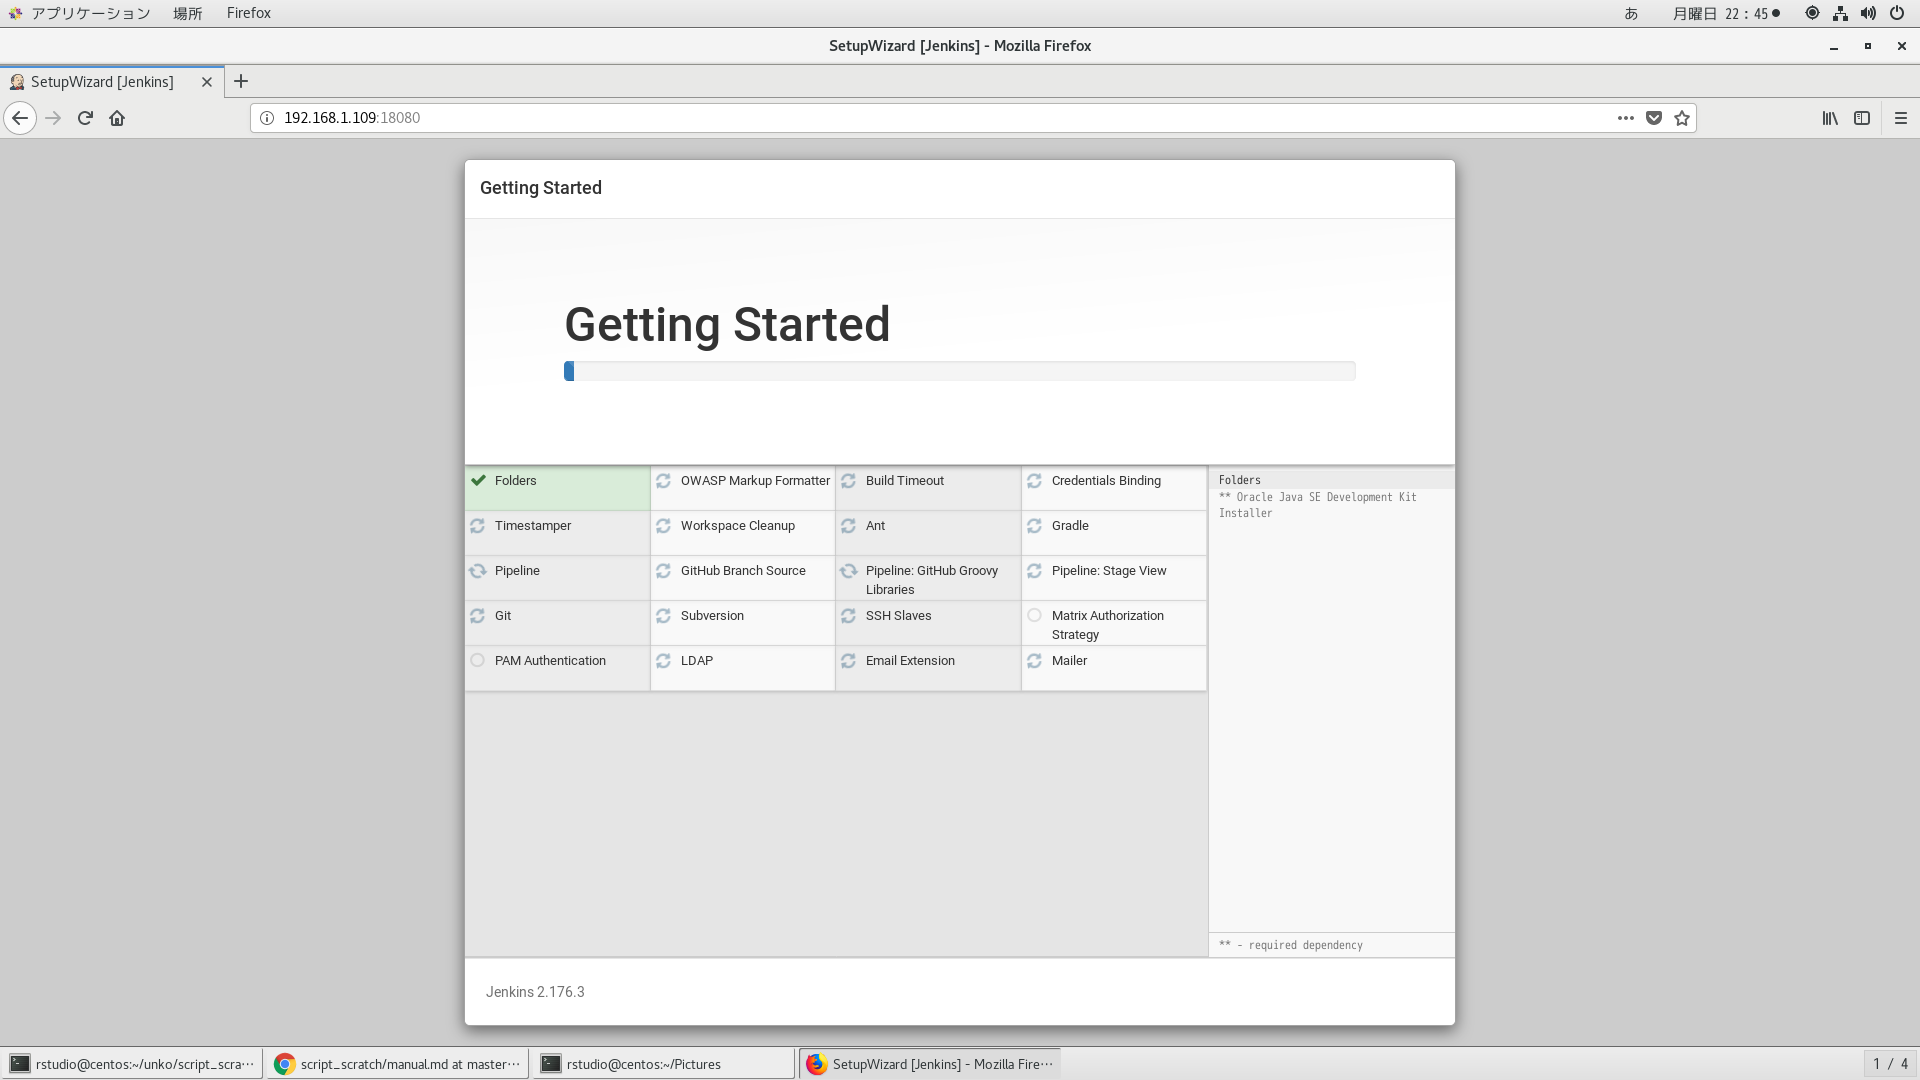 アプリケーション 場所 Firefox あ 月曜日 22：45
SetupWizard [Jenkins] - Mozilla Firefox
SetupWizard [Jenkins]
192.168.1.109:18080
Getting Started
Getting Started
Folders OWASP Markup Formatter Build Timeout Credentials Binding
Timestamper Workspace Cleanup Ant Gradle
Pipeline GitHub Branch Source Pipeline: GitHub Groovy Pipeline: Stage View
Libraries
Git Subversion SSH Slaves Matrix Authorization
Strategy
PAM Authentication LDAP Email Extension Mailer
Folders
** Oracle Java SE Development Kit
Installer
** - required dependency
Jenkins 2.176.3
rstudio@centos:~/unko/script_scra… script_scratch/manual.md at master… rstudio@centos:~/Pictures SetupWizard [Jenkins] - Mozilla Fire… 1 / 4